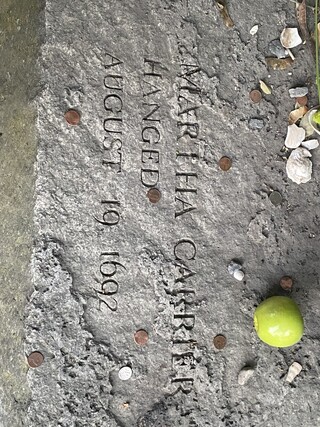 MARTHA CARRIER
HANGED
AUGUST 19, 1692